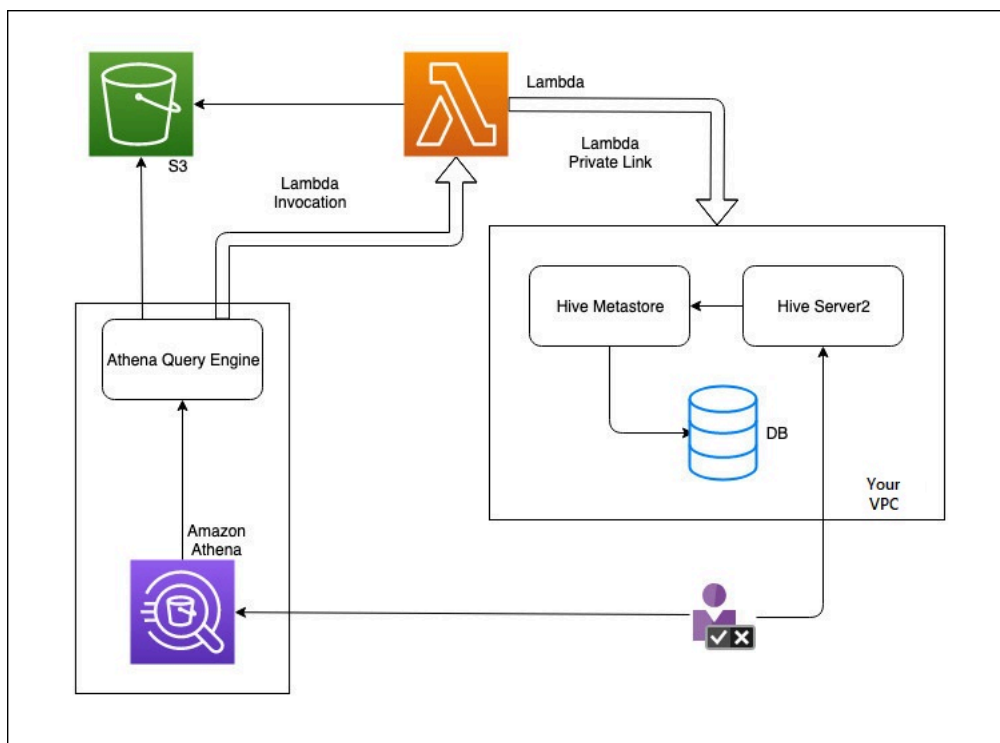 Lambda
S3
Lambda
Private Link
Lambda
Invocation
Hive Metastore
Hive Server2
Athena Query Engine
DB
Your
VPC
Amazon
Athena